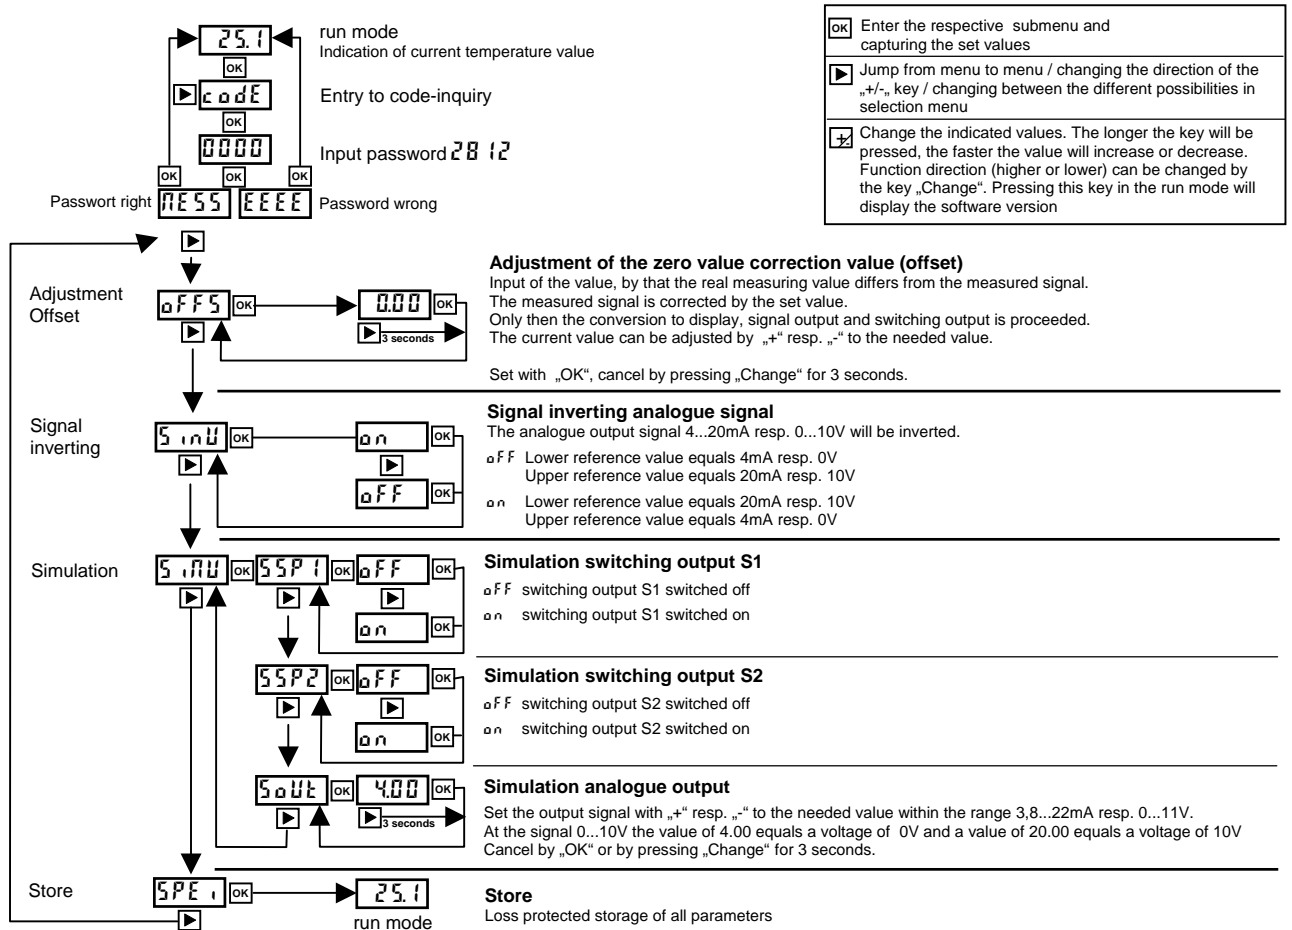 25.1
run mode
Indication of current temperature value
OK
codE
Entry to code-inquiry
OK
0000
Input password 2812
OK OK OK
Passwort right MESS EEEE Password wrong
OK Enter the respective submenu and
capturing the set values
Jump from menu to menu / changing the direction of the
„+/-„ key / changing between the different possibilities in
selection menu
+/- Change the indicated values. The longer the key will be
pressed, the faster the value will increase or decrease.
Function direction (higher or lower) can be changed by
the key „Change“. Pressing this key in the run mode will
display the software version
Adjustment
Offset
oFFS OK 0.00 OK
3 seconds
Adjustment of the zero value correction value (offset)
Input of the value, by that the real measuring value differs from the measured signal.
The measured signal is corrected by the set value.
Only then the conversion to display, signal output and switching output is proceeded.
The current value can be adjusted by „+“ resp. „-“ to the needed value.
Set with „OK“, cancel by pressing „Change“ for 3 seconds.
Signal
inverting
SinU OK on OK
oFF OK
Signal inverting analogue signal
The analogue output signal 4...20mA resp. 0...10V will be inverted.
oFF Lower reference value equals 4mA resp. 0V
Upper reference value equals 20mA resp. 10V
on Lower reference value equals 20mA resp. 10V
Upper reference value equals 4mA resp. 0V
Simulation
SiMU OK SSP1 OK oFF OK
on OK
Simulation switching output S1
oFF switching output S1 switched off
on switching output S1 switched on
SSP2 OK oFF OK
on OK
Simulation switching output S2
oFF switching output S2 switched off
on switching output S2 switched on
SoUt OK 4.00 OK
3 seconds
Simulation analogue output
Set the output signal with „+“ resp. „-“ to the needed value within the range 3,8...22mA resp. 0...11V.
At the signal 0...10V the value of 4.00 equals a voltage of 0V and a value of 20.00 equals a voltage of 10V
Cancel by „OK“ or by pressing „Change“ for 3 seconds.
Store
SPEi OK 25.1
run mode
Store
Loss protected storage of all parameters